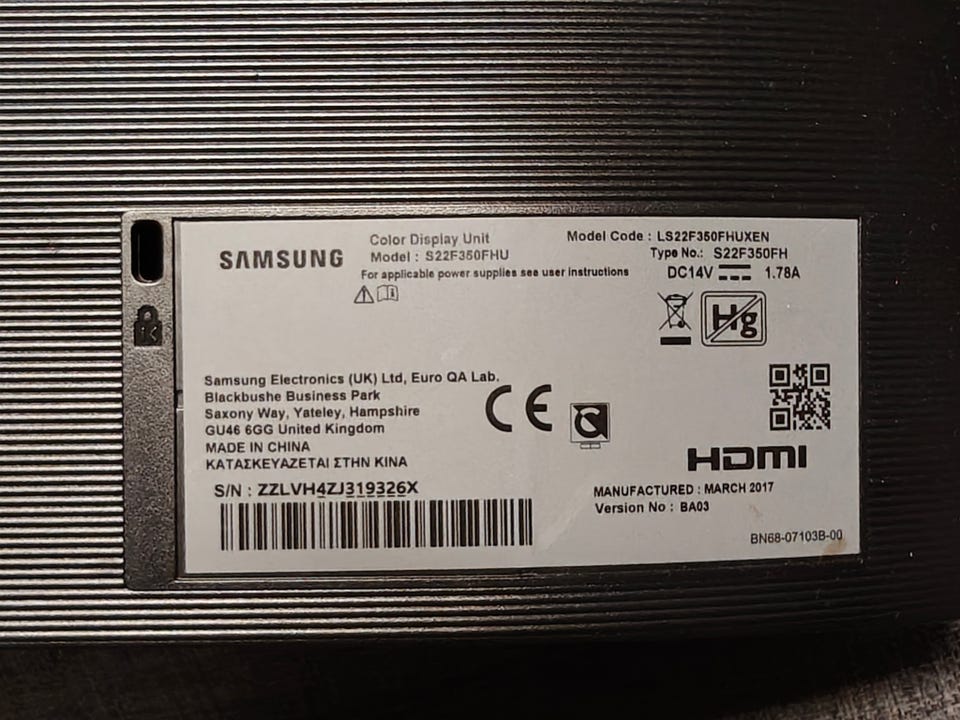 SAMSUNG
Color Display Unit
Model : S22F350FHU
For applicable power supplies see user instructions
Model Code : LS22F350FHUXEN
Type No.: S22F350FH
DC14V 1.78A
Hg
Samsung Electronics (UK) Ltd, Euro QA Lab.
Blackbushe Business Park
Saxony Way, Yateley, Hampshire
GU46 6GG United Kingdom
MADE IN CHINA
ΚΑΤΑΣΚΕΥΑΖΕΤΑΙ ΣΤΗΝ ΚΙΝΑ
CE
HDMI
S/N : ZZLVH4ZJ319326X
MANUFACTURED : MARCH 2017
Version No : BA03
BN68-07103B-00